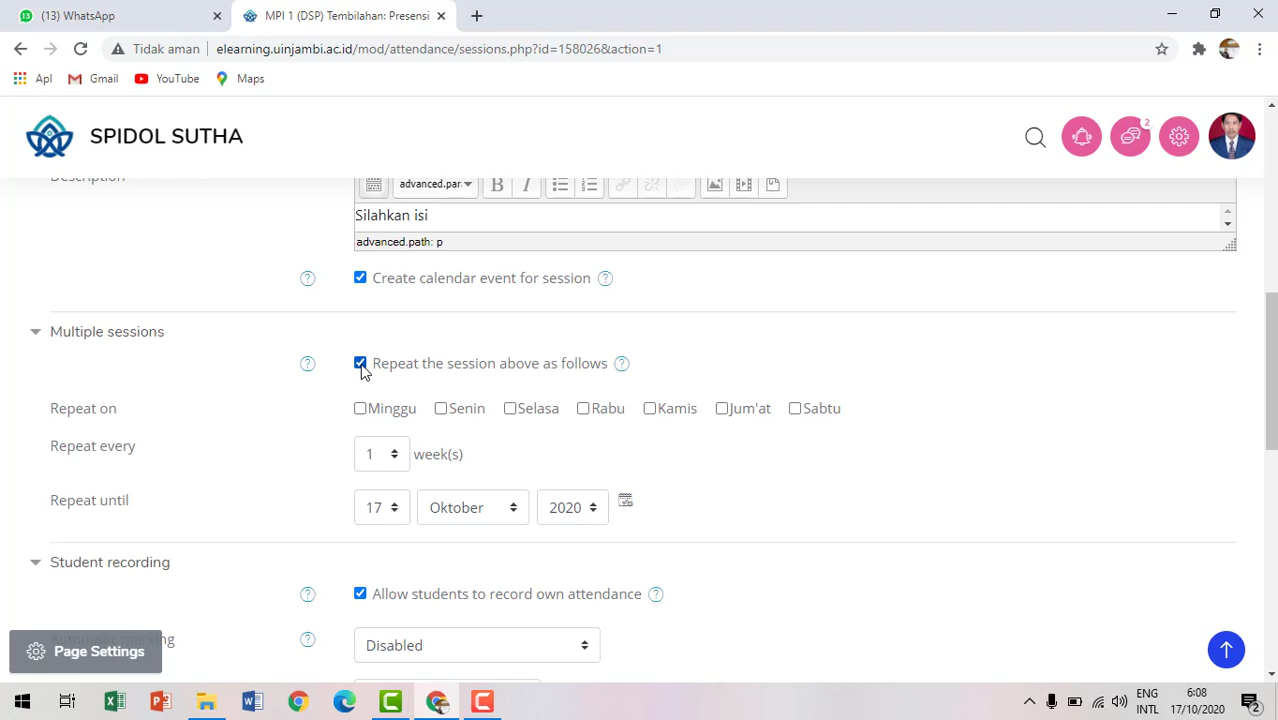 (13) WhatsApp
MPI 1 (DSP) Tembilahan: Presensi
Tidak aman
elearning.uinjambi.ac.id/mod/attendance/sessions.php?id=158026&action=1
Apl
Gmail
YouTube
Maps
SPIDOL SUTHA
2
Description
advanced.par
B
I
Silahkan isi
advanced.path: p
Create calendar event for session
Multiple sessions
Repeat the session above as follows
Repeat on
Minggu
Senin
Selasa
Rabu
Kamis
Jum'at
Sabtu
Repeat every
1
week(s)
Repeat until
17
Oktober
2020
Student recording
Allow students to record own attendance
Automatic marking
Disabled
Page Settings
ENG
INTL
6:08
17/10/2020
2